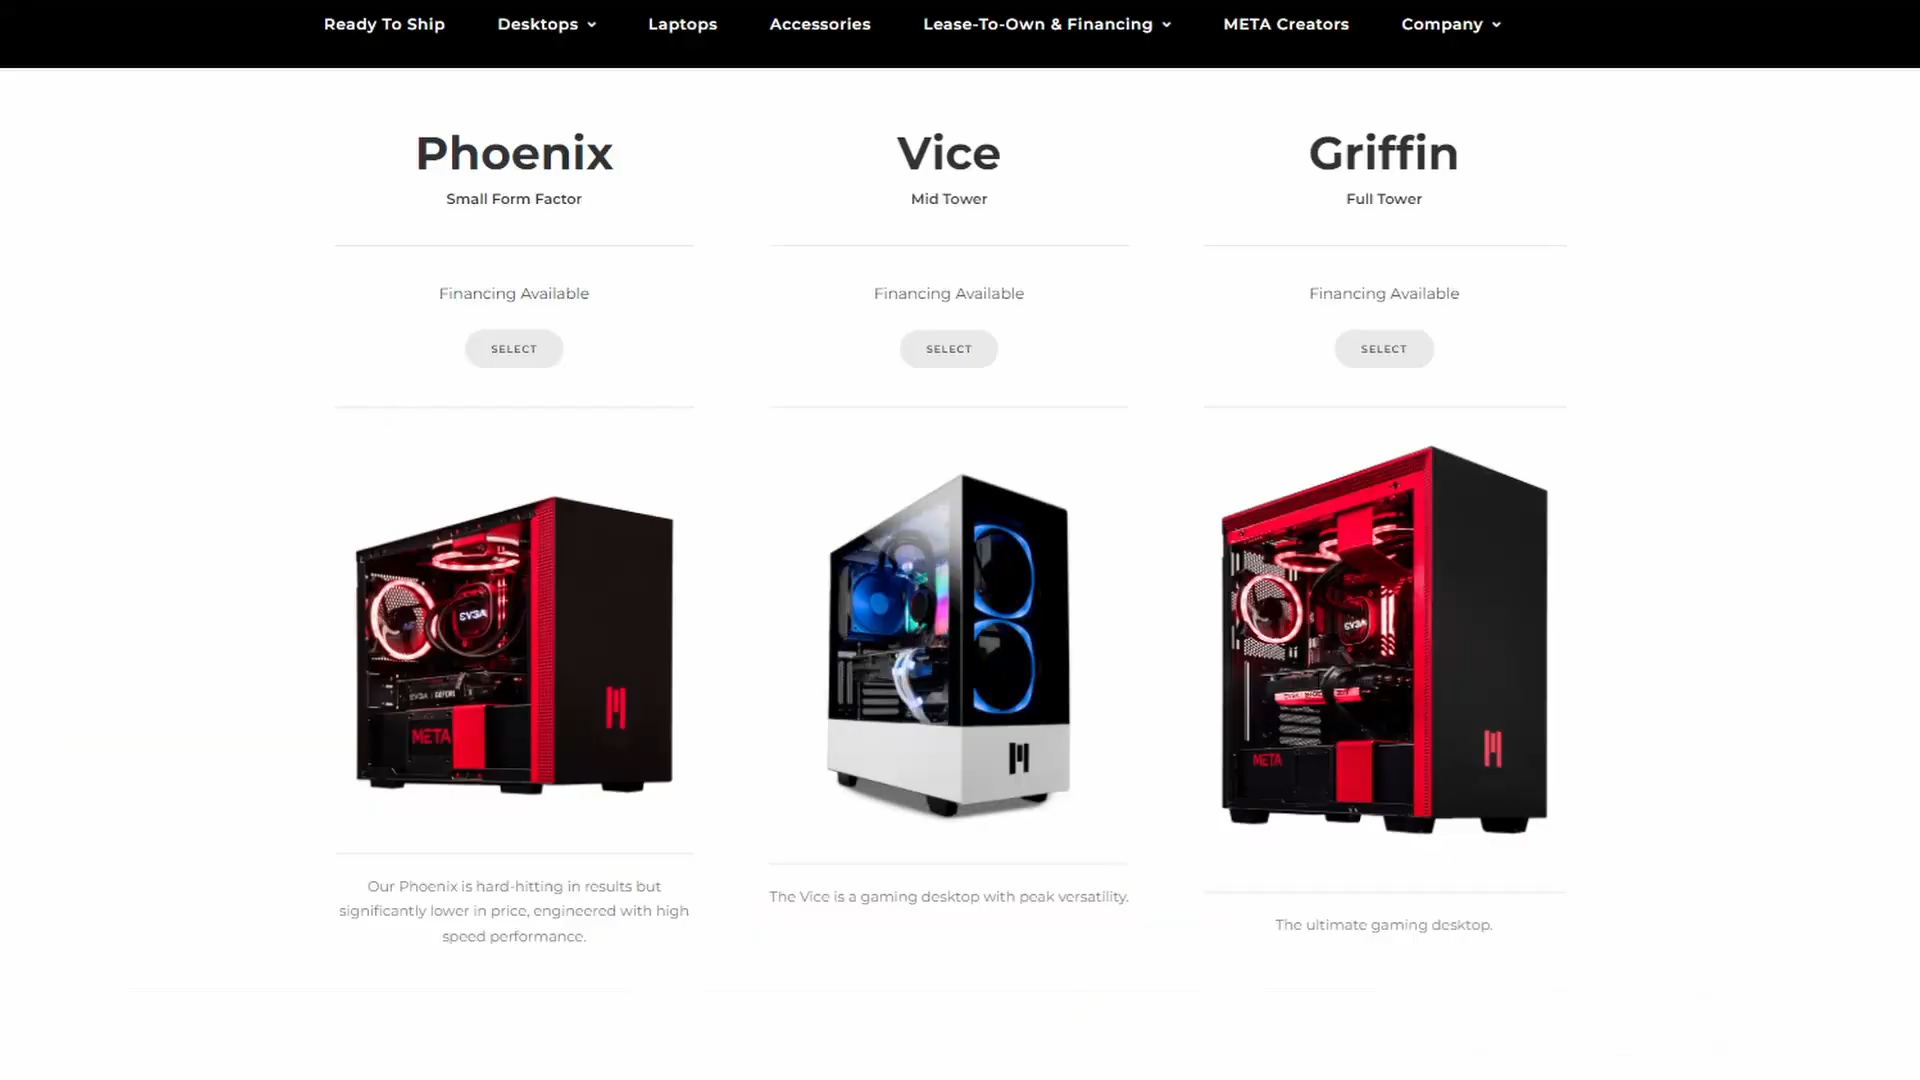 Ready To Ship
Desktops
Laptops
Accessories
Lease-To-Own & Financing
META Creators
Company
Phoenix
Small Form Factor
Financing Available
SELECT
EVGA
META
Our Phoenix is hard-hitting in results but
significantly lower in price, engineered with high
speed performance.
Vice
Mid Tower
Financing Available
SELECT
The Vice is a gaming desktop with peak versatility.
Griffin
Full Tower
Financing Available
SELECT
EVGA
META
The ultimate gaming desktop.